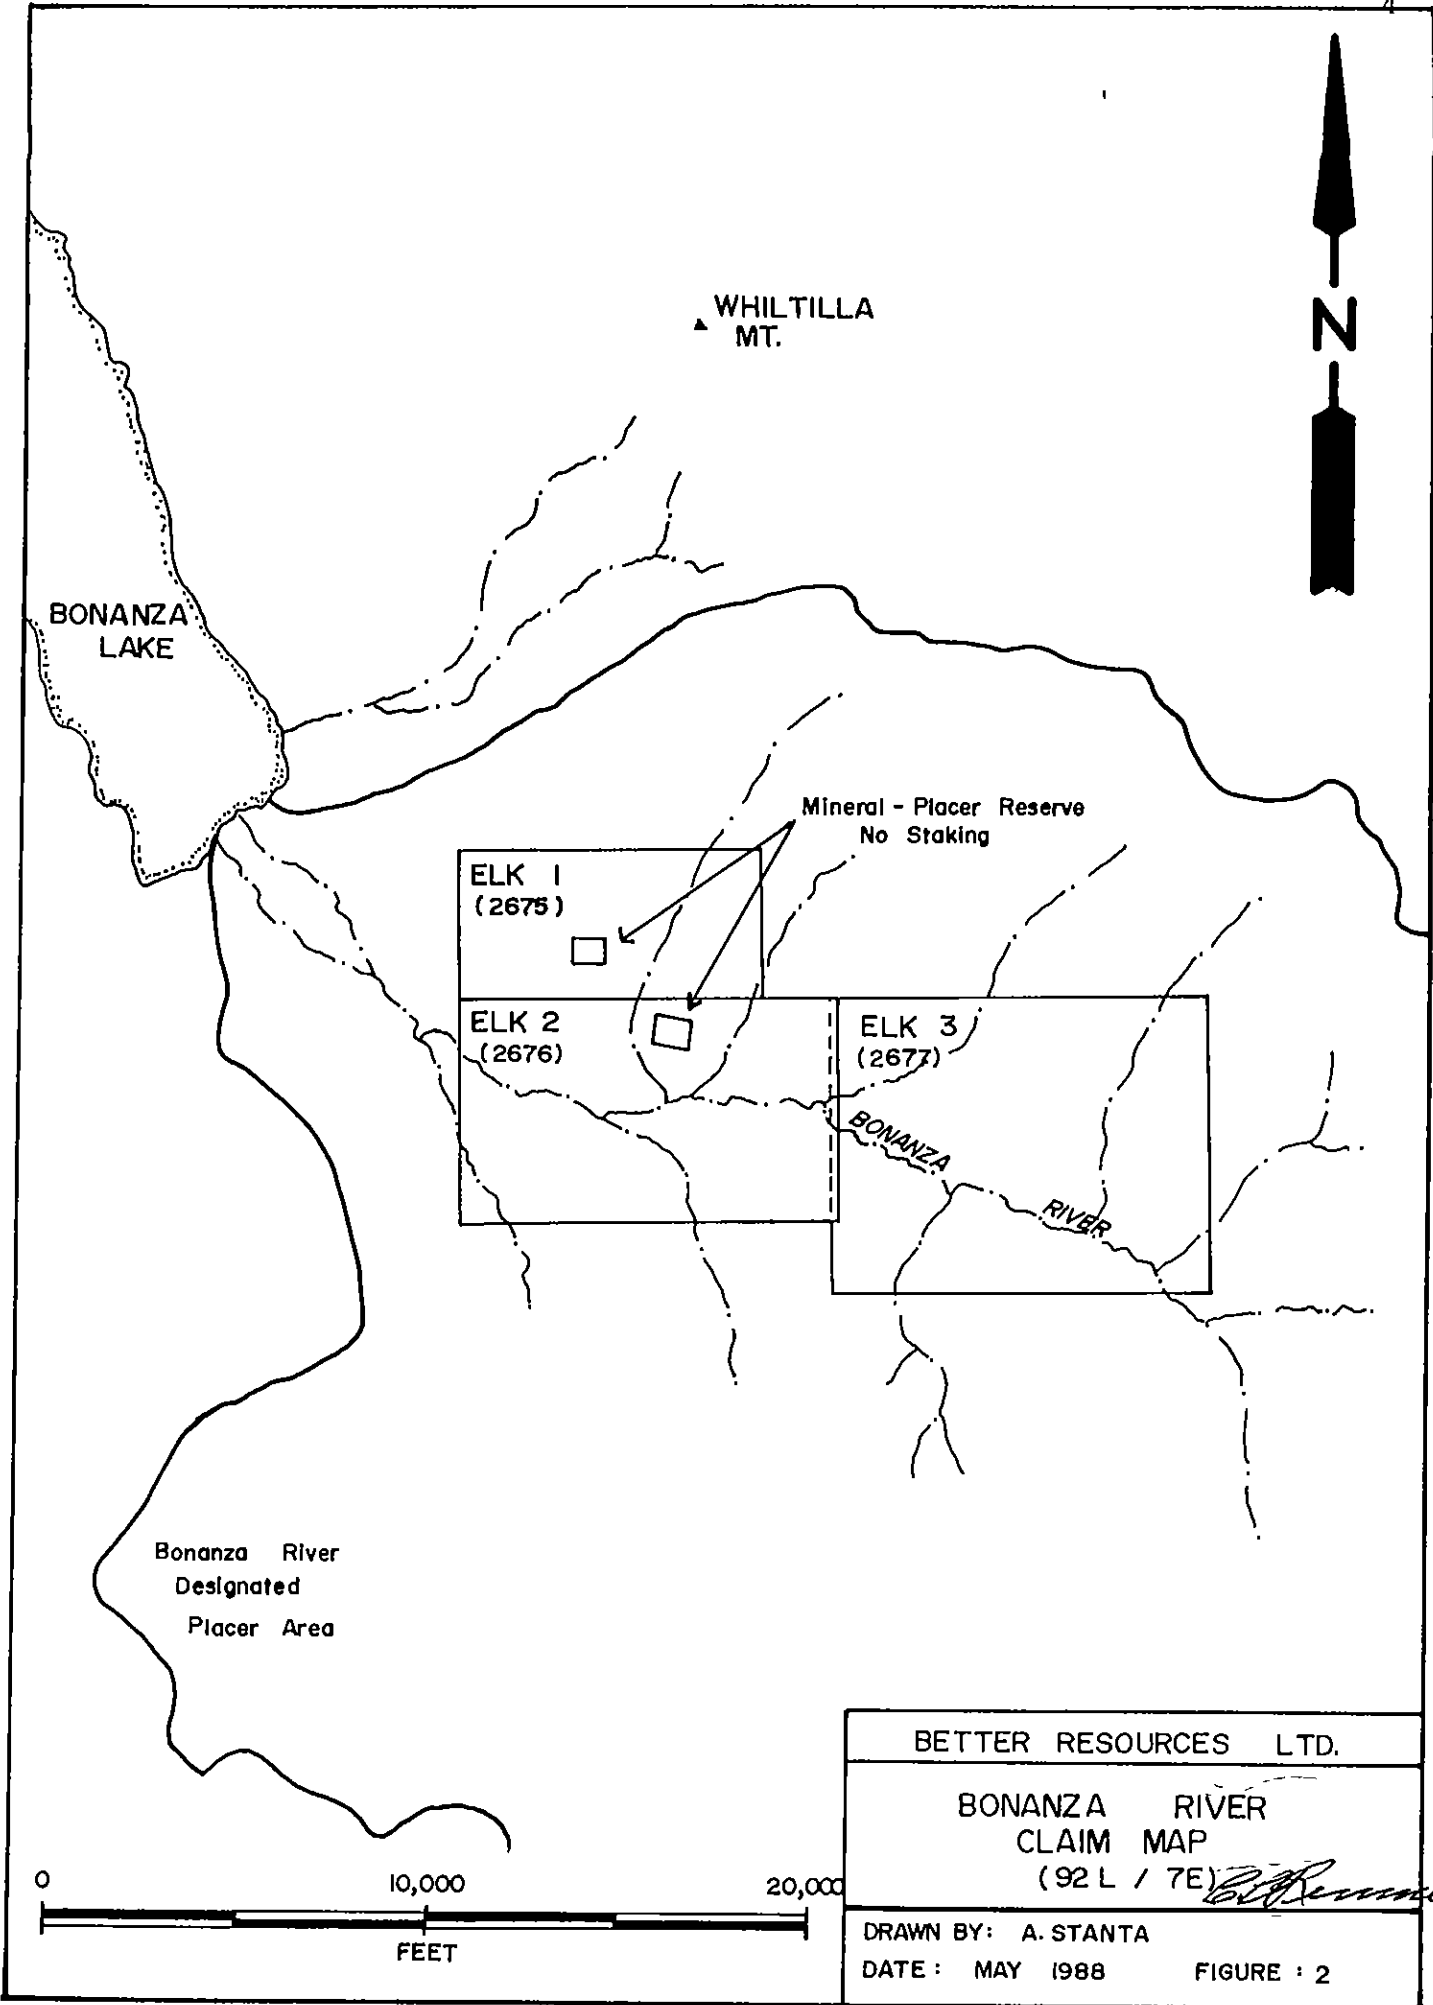 4
N
WHILTILLA
MT.
BONANZA
LAKE
Mineral - Placer Reserve
No Staking
ELK 1
(2675)
ELK 2
(2676)
ELK 3
(2677)
BONANZA
RIVER
Bonanza River
Designated
Placer Area
0 10,000 20,000
FEET
BETTER RESOURCES LTD.
BONANZA RIVER
CLAIM MAP
(92 L / 7E)
DRAWN BY: A. STANTA
DATE: MAY 1988 FIGURE : 2